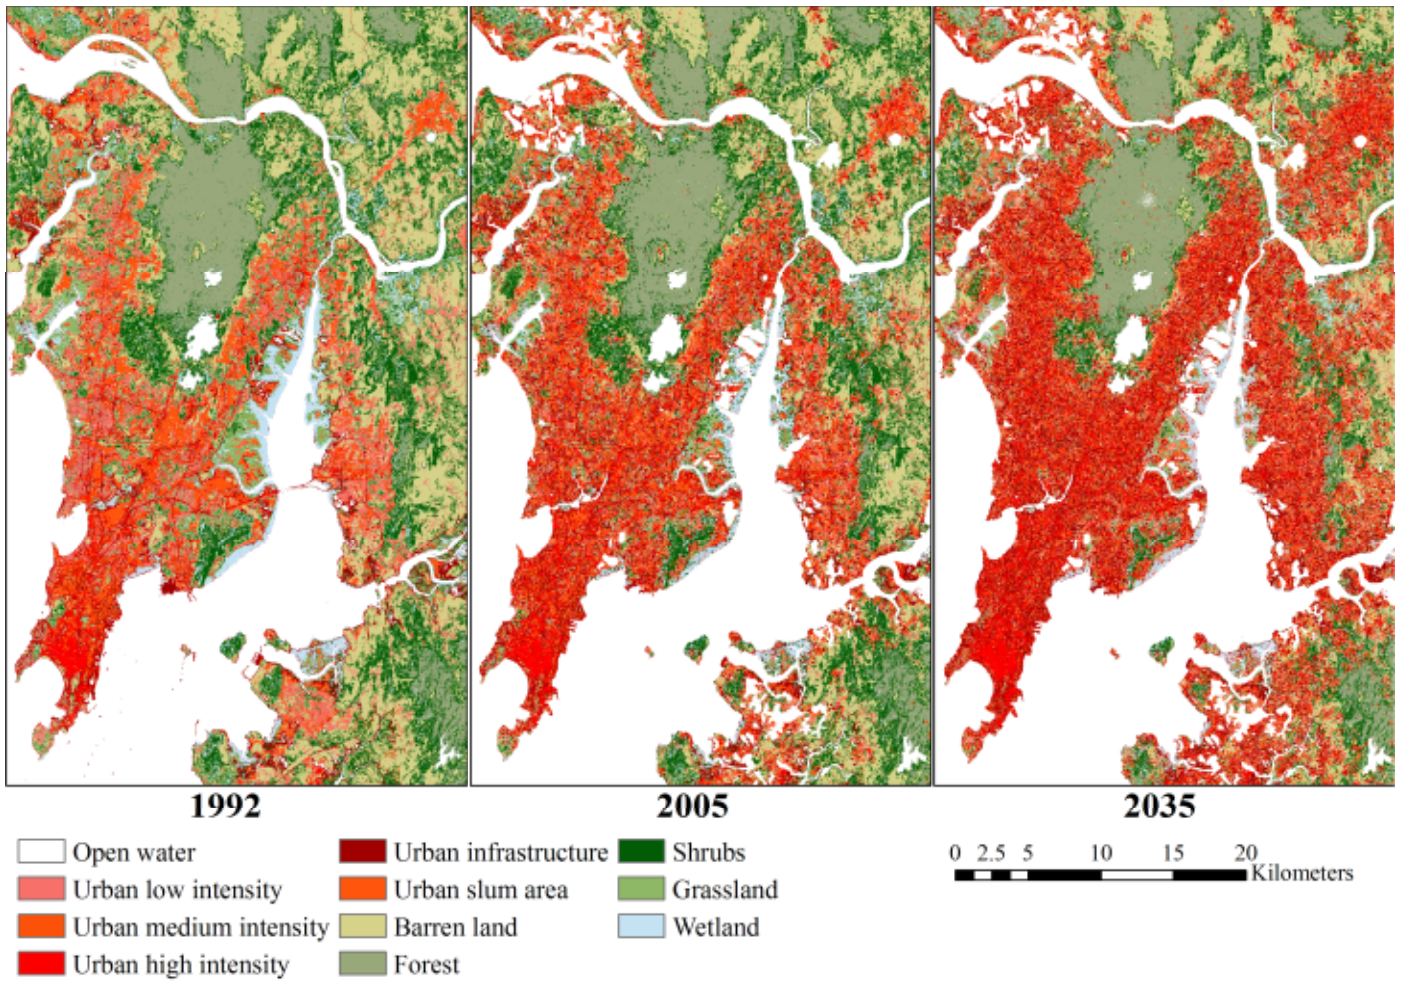 1992 2005 2035
Open water Urban infrastructure Shrubs 0 2.5 5 10 15 20
Kilometers
Urban low intensity Urban slum area Grassland
Urban medium intensity Barren land Wetland
Urban high intensity Forest